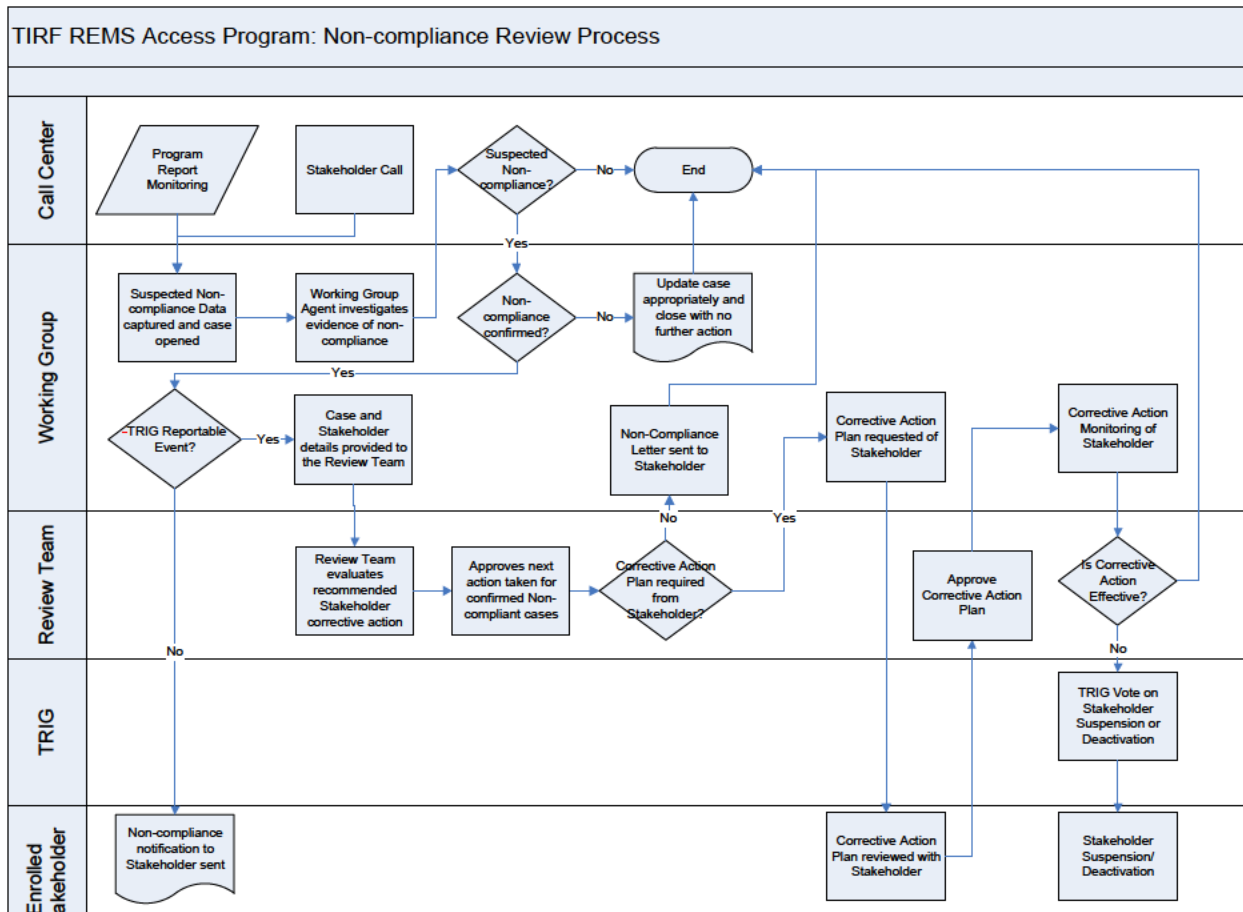 TIRF REMS Access Program: Non-compliance Review Process
Call Center
Program
Report
Monitoring
Stakeholder Call
Suspected
Non-
compliance?
No
End
Yes
Working Group
Suspected Non-
compliance Data
captured and case
opened
Working Group
Agent investigates
evidence of non-
compliance
Non-
compliance
confirmed?
No
Update case
appropriately and
close with no
further action
Yes
-TRIG Reportable
Event?
Yes
Case and
Stakeholder
details provided to
the Review Team
Non-Compliance
Letter sent to
Stakeholder
Corrective Action
Plan requested of
Stakeholder
Corrective Action
Monitoring of
Stakeholder
No
Yes
Review Team
Review Team
evaluates
recommended
Stakeholder
corrective action
Approves next
action taken for
confirmed Non-
compliant cases
Corrective Action
Plan required
from
Stakeholder?
Approve
Corrective Action
Plan
Is Corrective
Action
Effective?
No
No
TRIG
TRIG Vote on
Stakeholder
Suspension or
Deactivation
Enrolled
takeholder
Non-compliance
notification to
Stakeholder sent
Corrective Action
Plan reviewed with
Stakeholder
Stakeholder
Suspension/
Deactivation